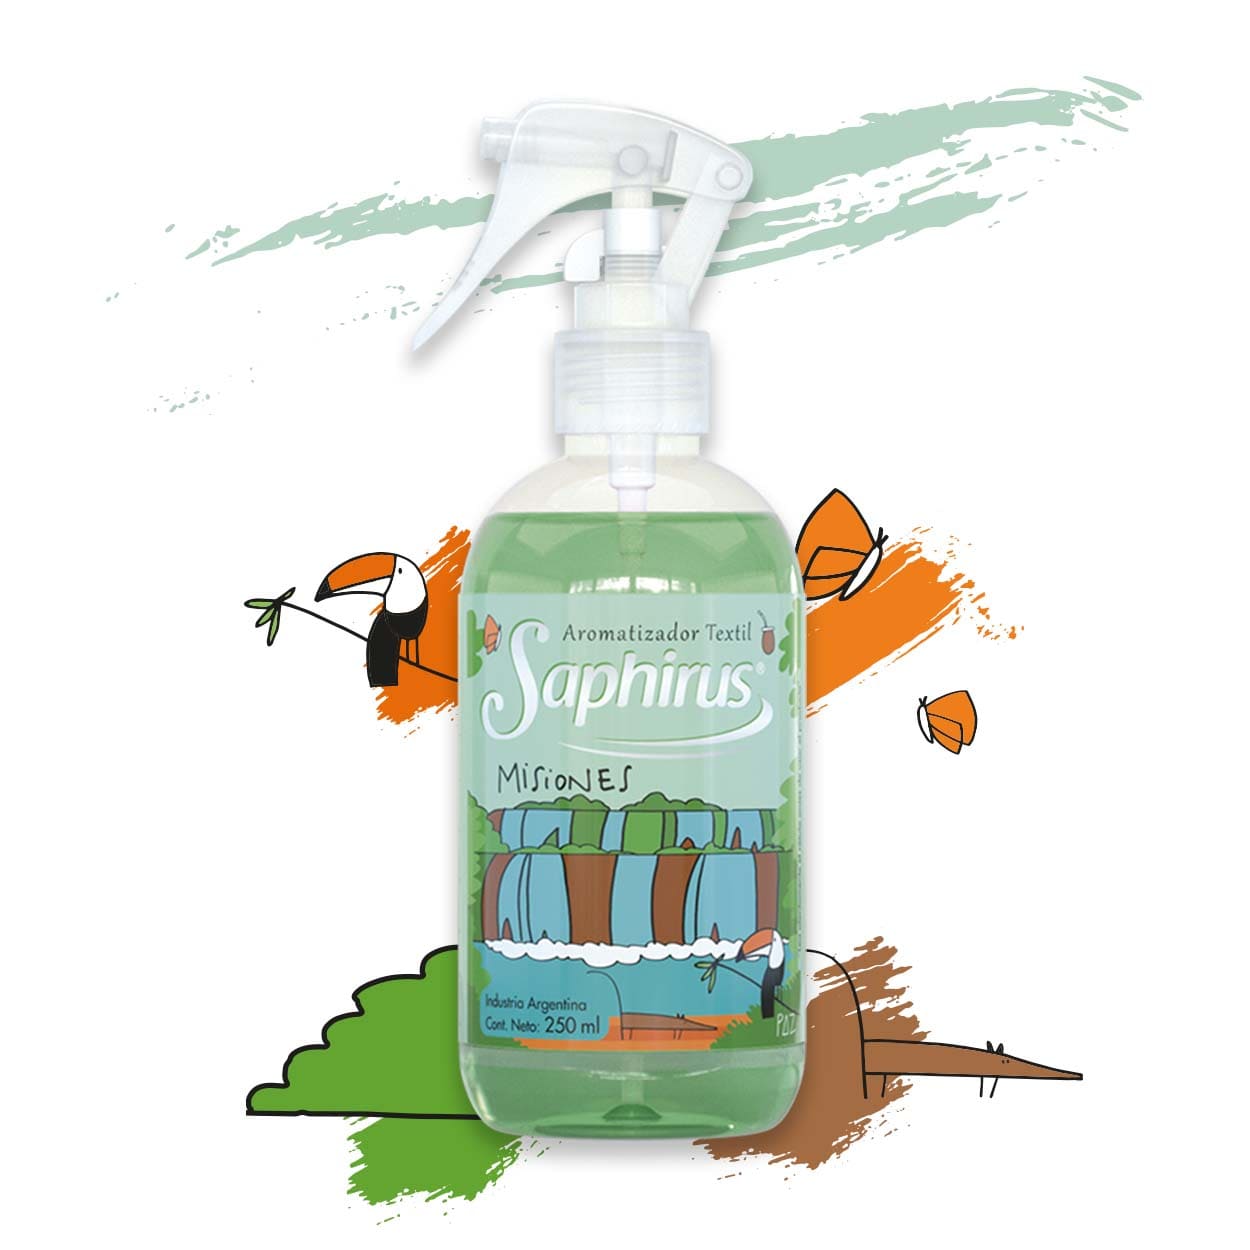 Aromatizador Textil
Saphirus®
MISiONES
Industria Argentina
Cont. Neto: 250 ml